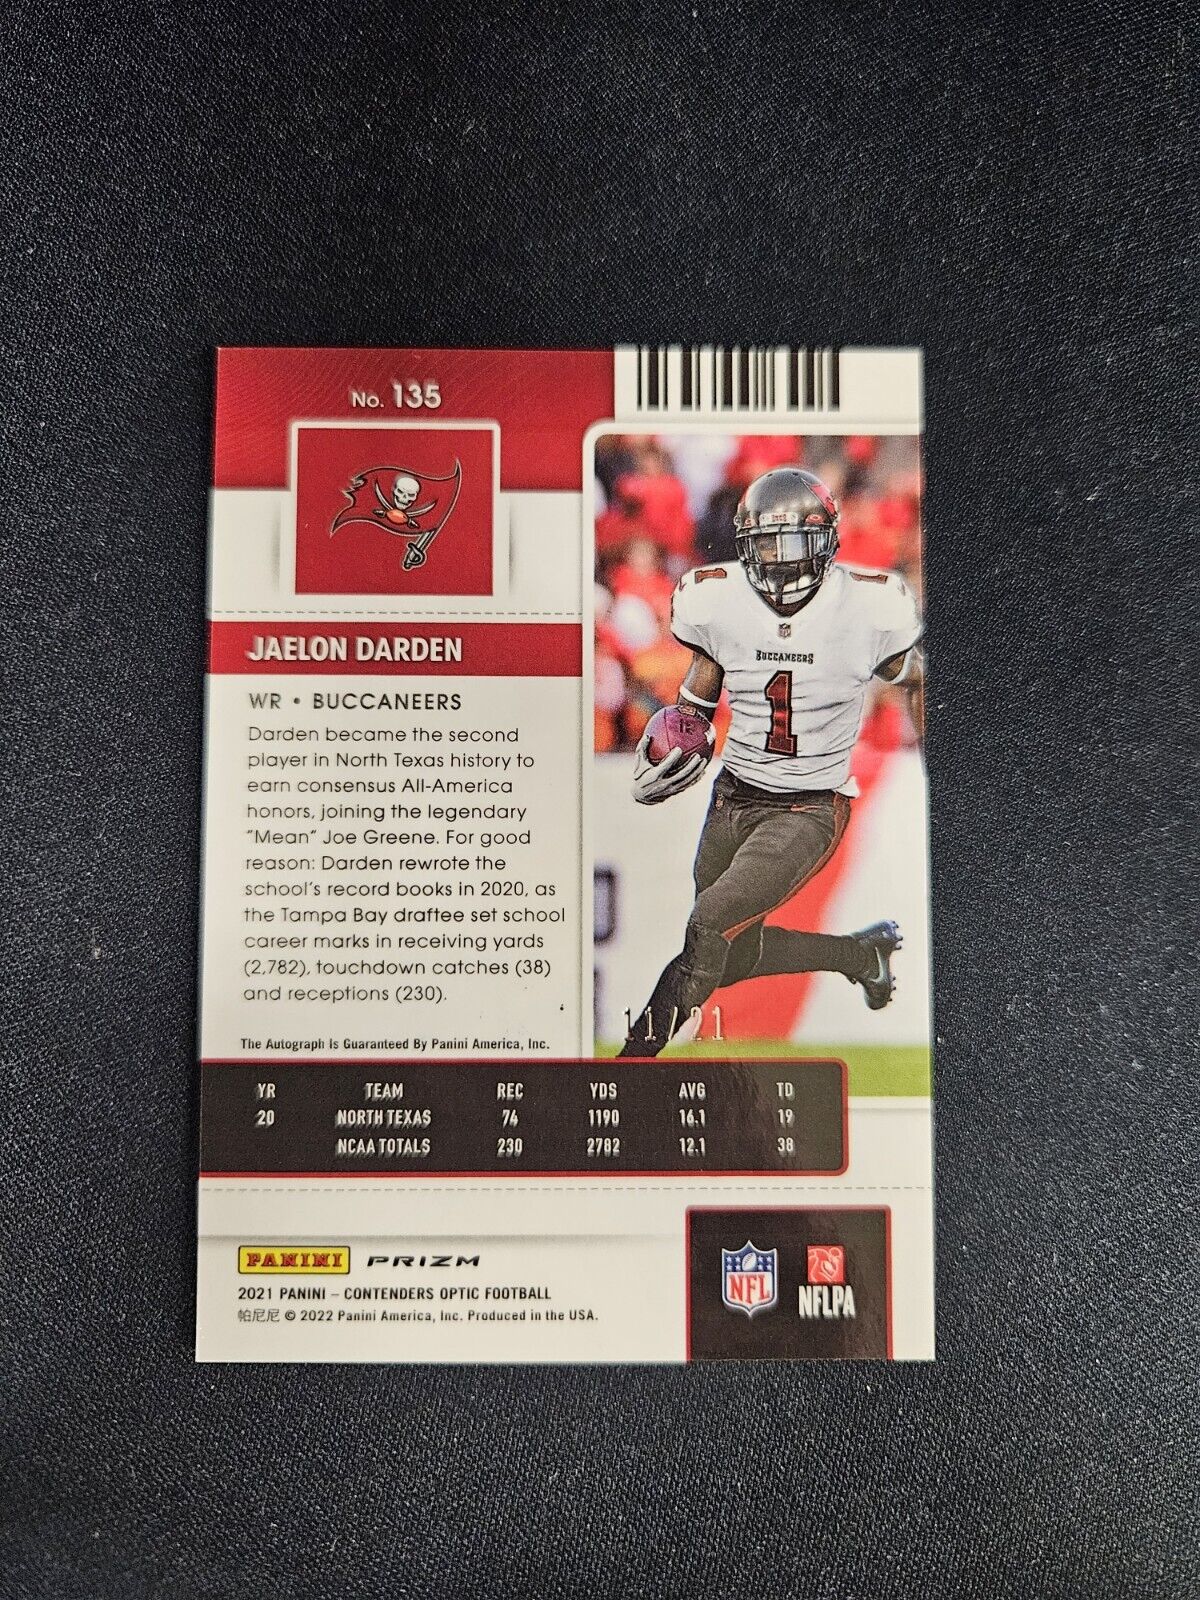 No. 135
JAELON DARDEN
WR • BUCCANEERS
Darden became the second
player in North Texas history to
earn consensus All-America
honors, joining the legendary
"Mean" Joe Greene. For good
reason: Darden rewrote the
school's record books in 2020, as
the Tampa Bay draftee set school
career marks in receiving yards
(2,782), touchdown catches (38)
and receptions (230).
The Autograph Is Guaranteed By Panini America, Inc.
1 1
BUCCANEERS
1
11/21
YR TEAM REC YDS AVG TD
20 NORTH TEXAS 74 1190 16.1 19
NCAA TOTALS 230 2782 12.1 38
PANINI PRIZM
2021 PANINI – CONTENDERS OPTIC FOOTBALL
帕尼尼 © 2022 Panini America, Inc. Produced in the USA.
NFL
NFLPA